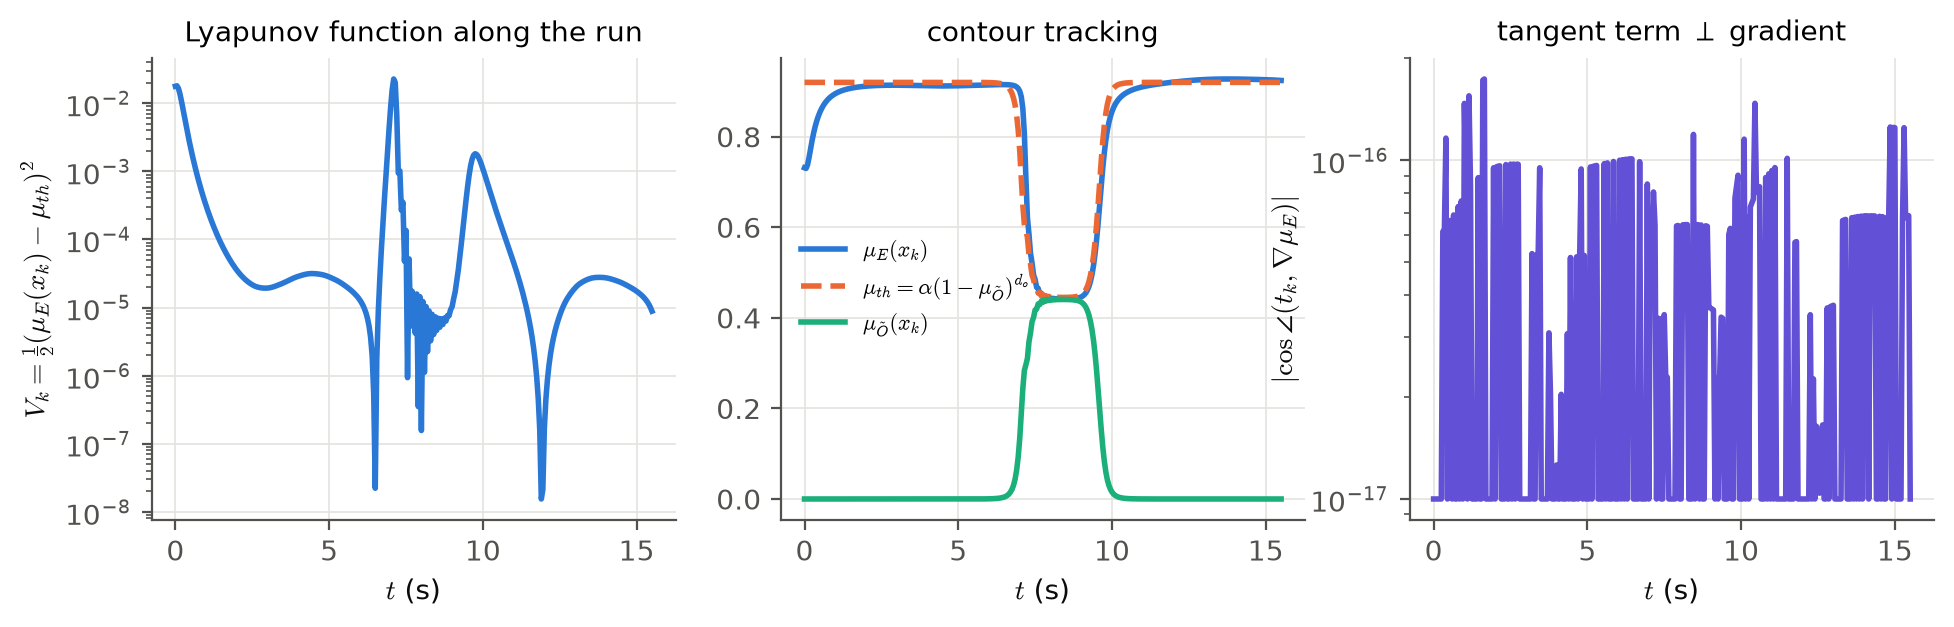 Lyapunov function along the run
V_k = ½(μ_E(x_k) − μ_th)²
10⁻²
10⁻³
10⁻⁴
10⁻⁵
10⁻⁶
10⁻⁷
10⁻⁸
0 5 10 15
t (s)
contour tracking
0.8
0.6
0.4
0.2
0.0
μ_E(x_k)
μ_th = α(1 − μ_Õ)^{d_o}
μ_Õ(x_k)
0 5 10 15
t (s)
tangent term ⊥ gradient
|cos∠(t_k, ∇μ_E)|
10⁻¹⁶
10⁻¹⁷
0 5 10 15
t (s)